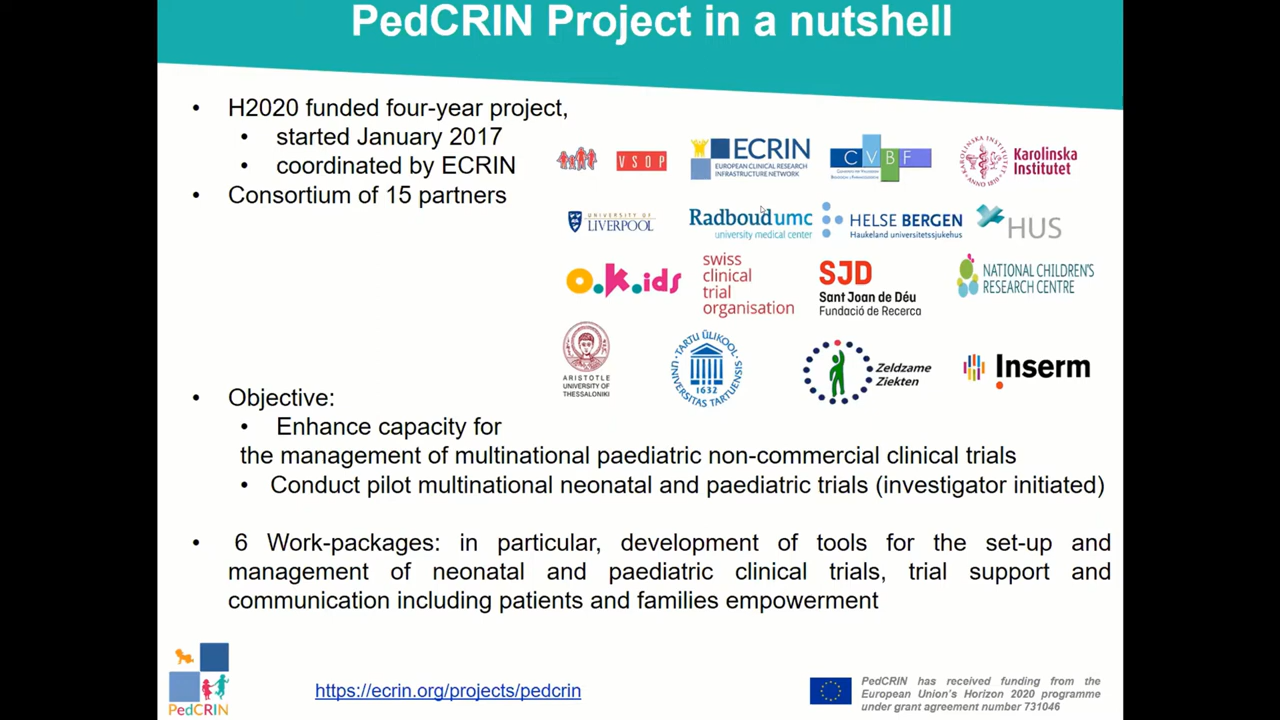 PedCRIN Project in a nutshell
• H2020 funded four-year project,
• started January 2017
• coordinated by ECRIN
• Consortium of 15 partners
VSOP
ECRIN
EUROPEAN CLINICAL RESEARCH
INFRASTRUCTURE NETWORK
CVBF
KAROLINSKA INSTITUTET
ANNO 1810
Karolinska
Institutet
UNIVERSITY OF
LIVERPOOL
Radboudumc
university medical center
HELSE BERGEN
Haukeland universitetssjukehus
HUS
o.k.ids
swiss
clinical
trial
organisation
SJD
Sant Joan de Déu
Fundació de Recerca
NATIONAL CHILDREN'S
RESEARCH CENTRE
ARISTOTLE
UNIVERSITY OF
THESSALONIKI
TARTU ÜLIKOOL
UNIVERSITAS TARTUENSIS
1632
Zeldzame
Ziekten
Inserm
• Objective:
• Enhance capacity for
the management of multinational paediatric non-commercial clinical trials
• Conduct pilot multinational neonatal and paediatric trials (investigator initiated)
• 6 Work-packages: in particular, development of tools for the set-up and
management of neonatal and paediatric clinical trials, trial support and
communication including patients and families empowerment
PedCRIN
https://ecrin.org/projects/pedcrin
PedCRIN has received funding from the
European Union's Horizon 2020 programme
under grant agreement number 731046